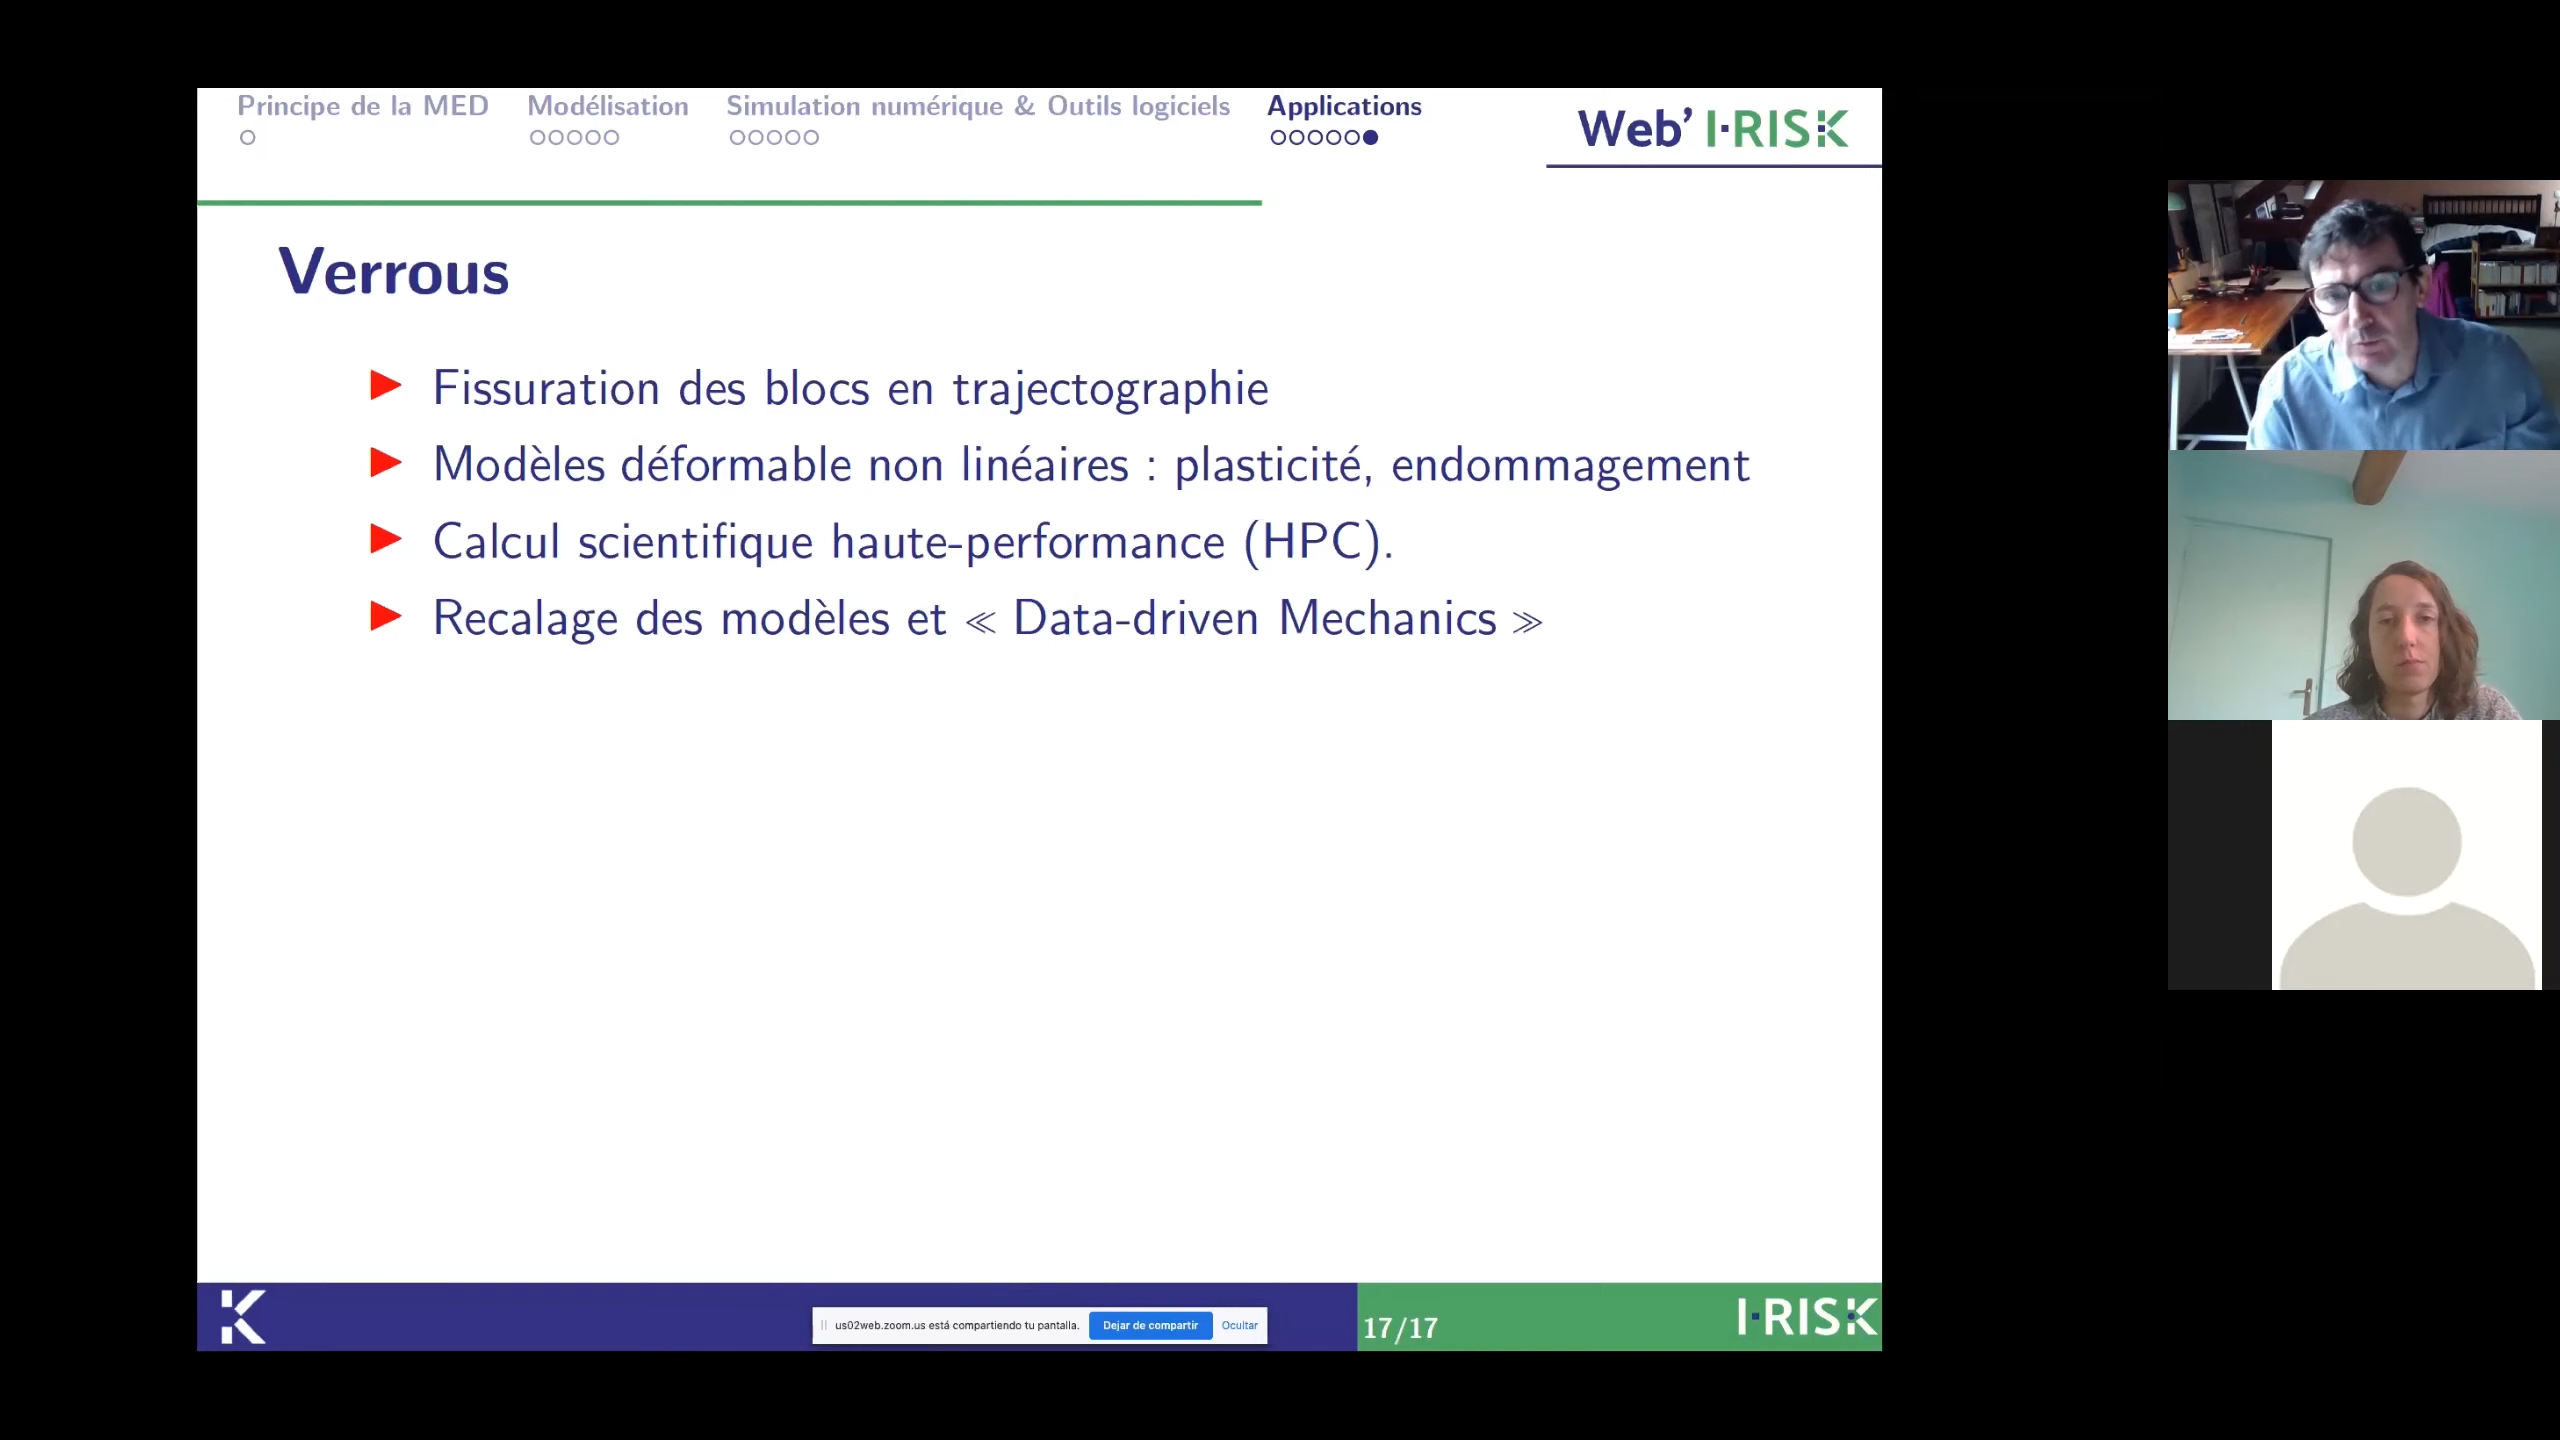 Principe de la MED Modélisation Simulation numérique & Outils logiciels Applications
Web’ I·RISK
Verrous
Fissuration des blocs en trajectographie
Modèles déformable non linéaires : plasticité, endommagement
Calcul scientifique haute-performance (HPC).
Recalage des modèles et ≪ Data-driven Mechanics ≫
us02web.zoom.us está compartiendo tu pantalla. Dejar de compartir Ocultar
17/17
I·RISK